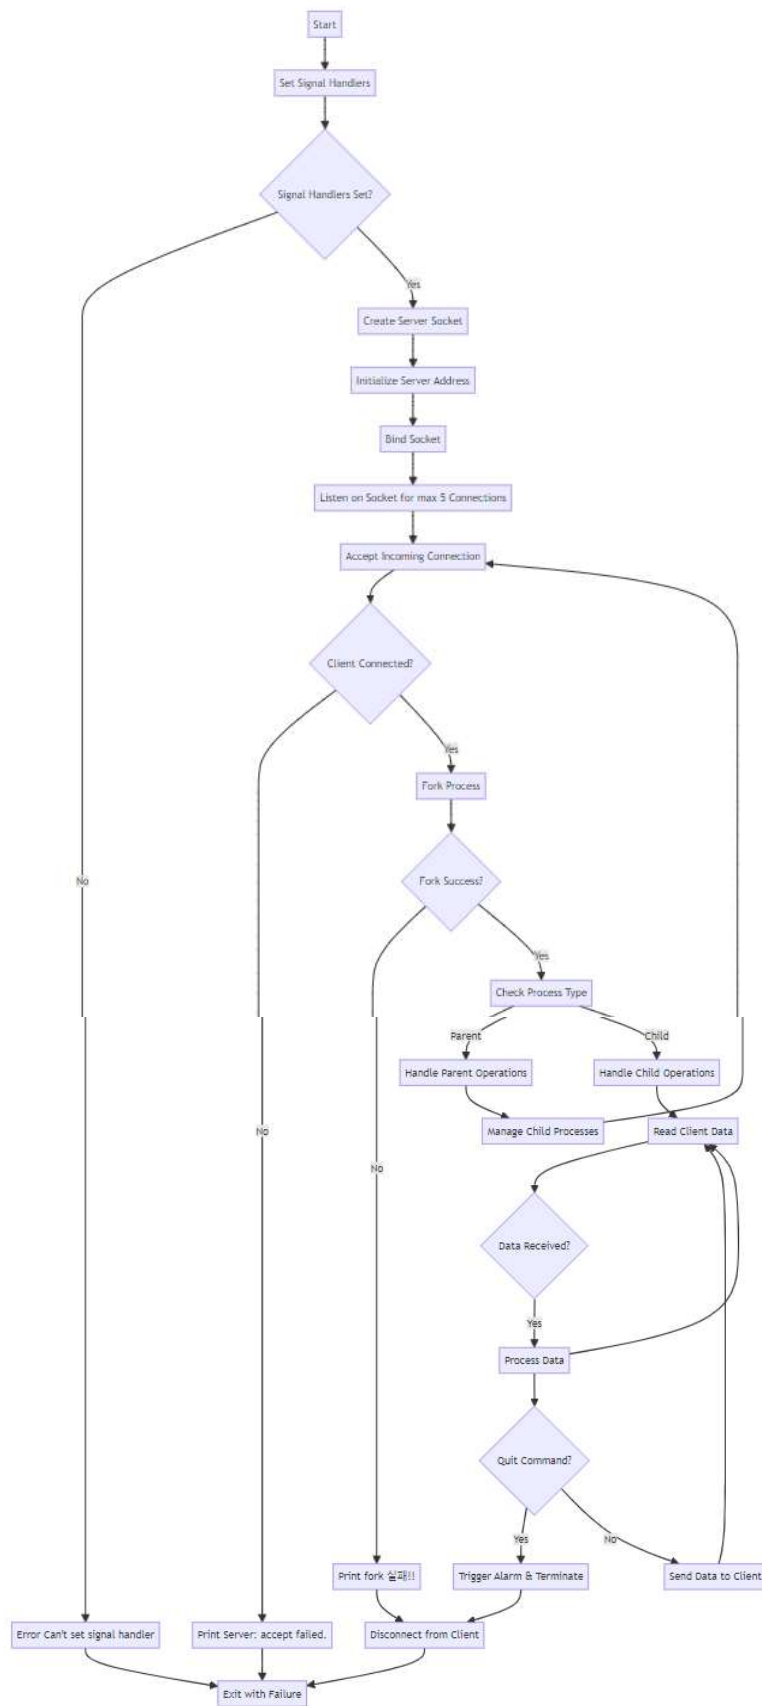 Start
Set Signal Handlers
Signal Handlers Set?
Yes
Create Server Socket
Initialize Server Address
Bind Socket
Listen on Socket for max 5 Connections
Accept Incoming Connection
Client Connected?
Yes
Fork Process
Fork Success?
No
Yes
Check Process Type
Parent
Child
Handle Parent Operations
Handle Child Operations
No
Manage Child Processes
Read Client Data
No
Data Received?
Yes
Process Data
Quit Command?
Yes
No
Print fork 실패!!
Trigger Alarm & Terminate
Send Data to Client
Error Can't set signal handler
Print Server: accept failed.
Disconnect from Client
Exit with Failure